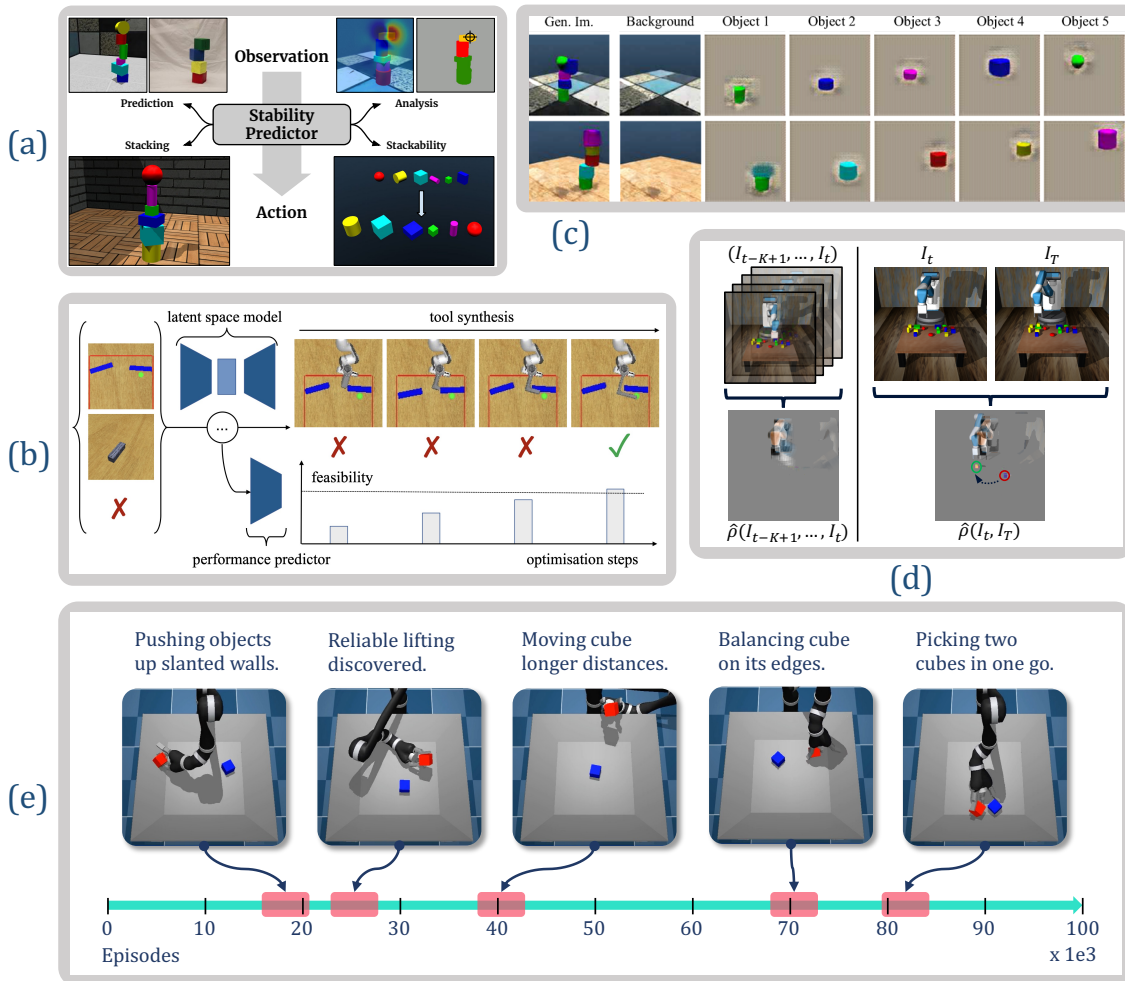 (a)
Observation
Prediction
Analysis
Stability
Predictor
Stacking
Stackability
Action
(c)
Gen. Im.
Background
Object 1
Object 2
Object 3
Object 4
Object 5
(b)
latent space model
tool synthesis
...
✗
✗
✗
✓
✗
feasibility
performance predictor
optimisation steps
(d)
(I_{t−K+1}, … , I_t)
I_t
I_T
ρ̂(I_{t−K+1}, … , I_t)
ρ̂(I_t, I_T)
(e)
Pushing objects
up slanted walls.
Reliable lifting
discovered.
Moving cube
longer distances.
Balancing cube
on its edges.
Picking two
cubes in one go.
0 10 20 30 40 50 60 70 80 90 100
Episodes
x 1e3